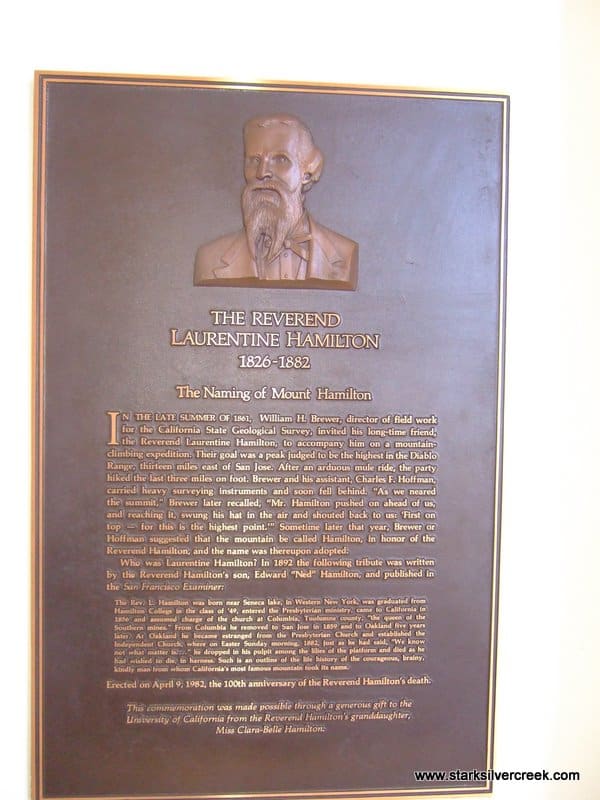 THE REVEREND
LAURENTINE HAMILTON
1826-1882
The Naming of Mount Hamilton
IN THE LATE SUMMER OF 1861, William H. Brewer, director of field work
for the California State Geological Survey, invited his long-time friend,
the Reverend Laurentine Hamilton, to accompany him on a mountain-
climbing expedition. Their goal was a peak judged to be the highest in the Diablo
Range, thirteen miles east of San Jose. After an arduous mule ride, the party
hiked the last three miles on foot. Brewer and his assistant, Charles F. Hoffman,
carried heavy surveying instruments and soon fell behind. "As we neared
the summit," Brewer later recalled, "Mr. Hamilton pushed on ahead of us,
and reaching it, swung his hat in the air and shouted back to us: 'First on
top — for this is the highest point.'" Sometime later that year, Brewer or
Hoffman suggested that the mountain be called Hamilton, in honor of the
Reverend Hamilton, and the name was thereupon adopted.
Who was Laurentine Hamilton? In 1892 the following tribute was written
by the Reverend Hamilton's son, Edward "Ned" Hamilton, and published in
the San Francisco Examiner:
The Rev. L. Hamilton was born near Seneca lake, in Western New York, was graduated from
Hamilton College in the class of '49, entered the Presbyterian ministry, came to California in
1856 and assumed charge of the church at Columbia, Tuolumne county, "the queen of the
Southern mines." From Columbia he removed to San Jose in 1859 and to Oakland five years
later. At Oakland he became estranged from the Presbyterian Church and established the
Independent Church, where on Easter Sunday morning, 1882, just as he had said, "We know
not what matter is...." he dropped in his pulpit among the lilies of the platform and died as he
had wished to die, in harness. Such is an outline of the life history of the courageous, brainy,
kindly man from whom California's most famous mountain took its name.
Erected on April 9, 1982, the 100th anniversary of the Reverend Hamilton's death.
This commemoration was made possible through a generous gift to the
University of California from the Reverend Hamilton's granddaughter,
Miss Clara-Belle Hamilton.
www.starksilvercreek.com